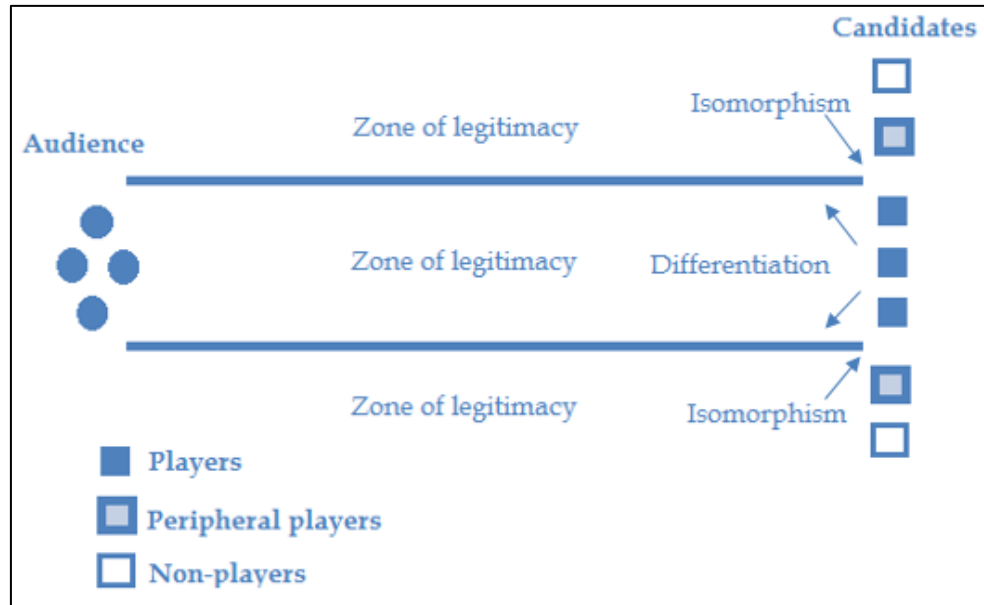 Candidates
Isomorphism
Zone of legitimacy
Audience
Zone of legitimacy
Differentiation
Zone of legitimacy
Isomorphism
Players
Peripheral players
Non-players